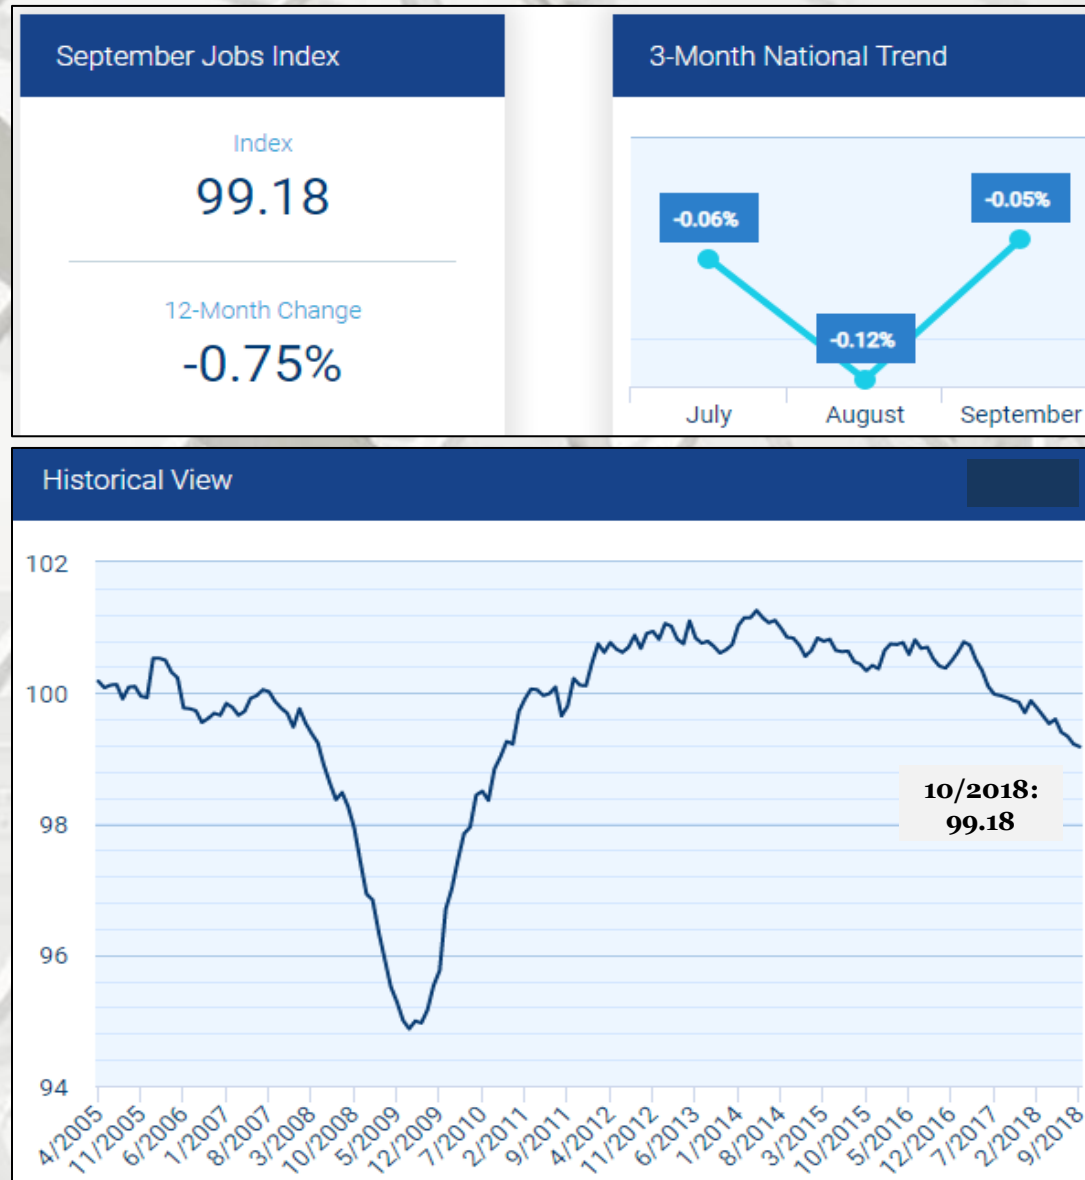 September Jobs Index
Index
99.18
12-Month Change
-0.75%
3-Month National Trend
-0.06%
-0.12%
-0.05%
July August September
Historical View
102
100
98
96
94
10/2018:
99.18
4/2005 11/2005 6/2006 1/2007 8/2007 3/2008 10/2008 5/2009 12/2009 7/2010 2/2011 9/2011 4/2012 11/2012 6/2013 1/2014 8/2014 3/2015 10/2015 5/2016 12/2016 7/2017 2/2018 9/2018